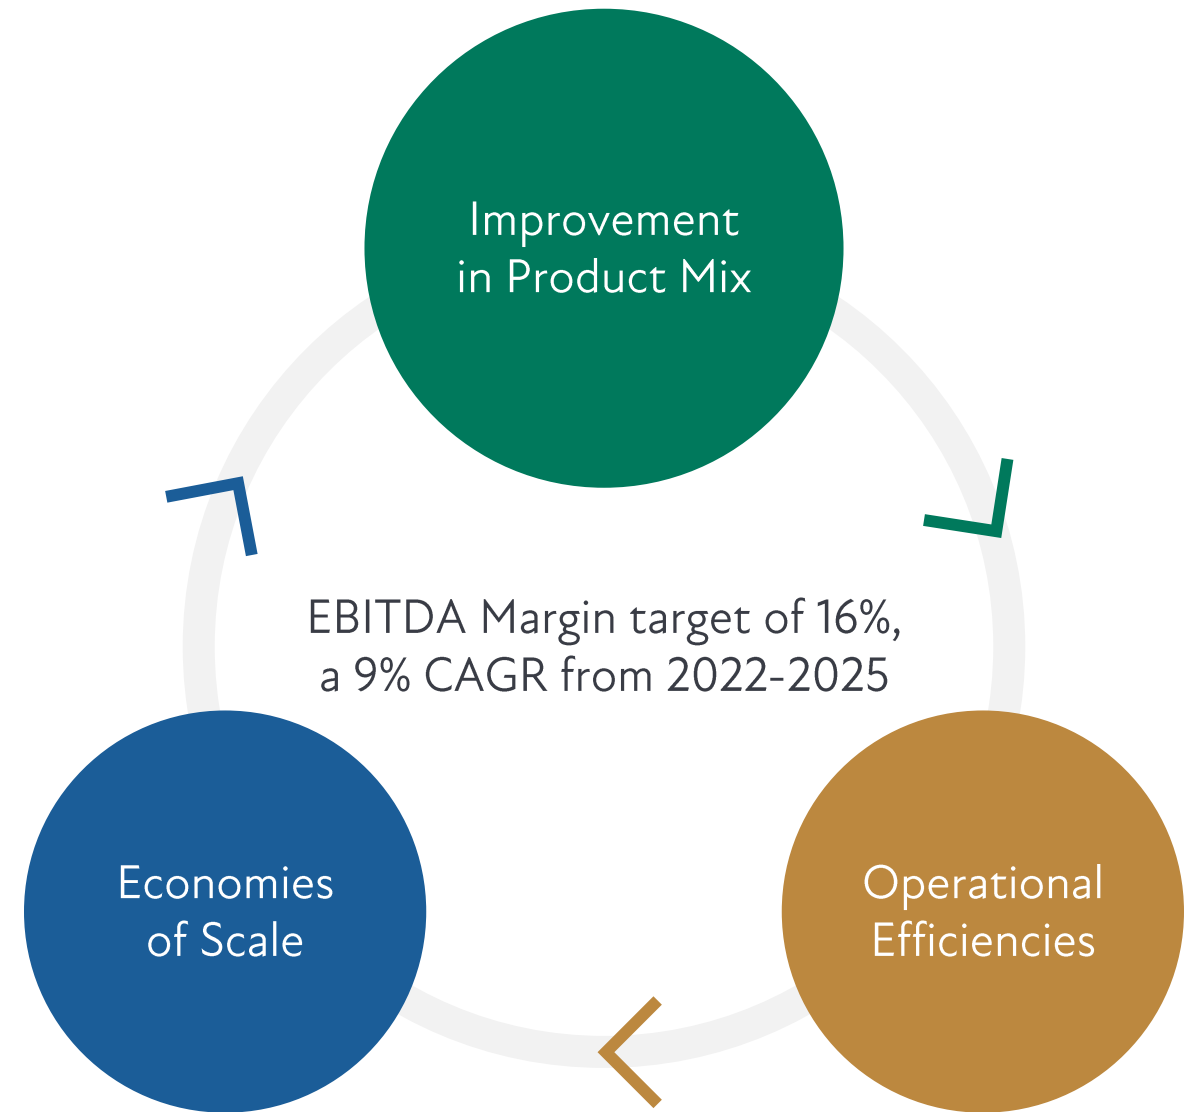 Improvement
in Product Mix
EBITDA Margin target of 16%,
a 9% CAGR from 2022-2025
Economies
of Scale
Operational
Efficiencies